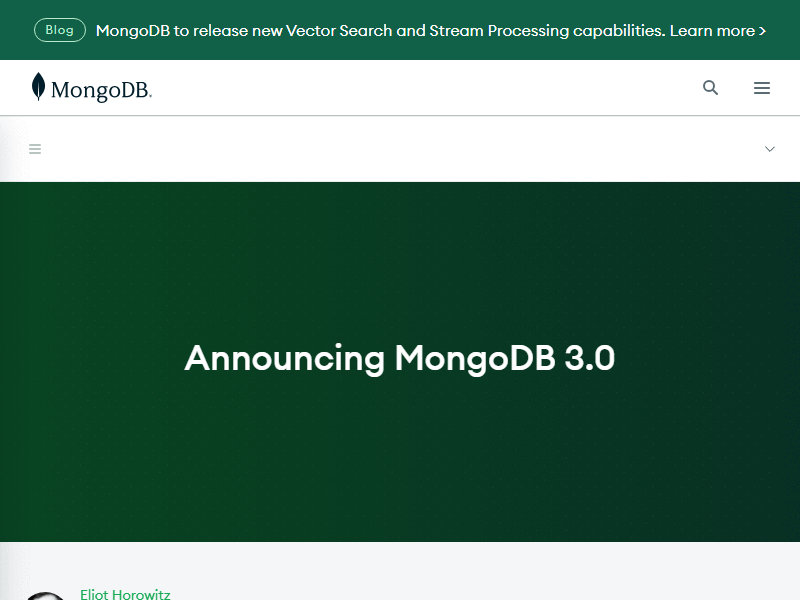 Blog MongoDB to release new Vector Search and Stream Processing capabilities. Learn more >
MongoDB.
Announcing MongoDB 3.0
Eliot Horowitz